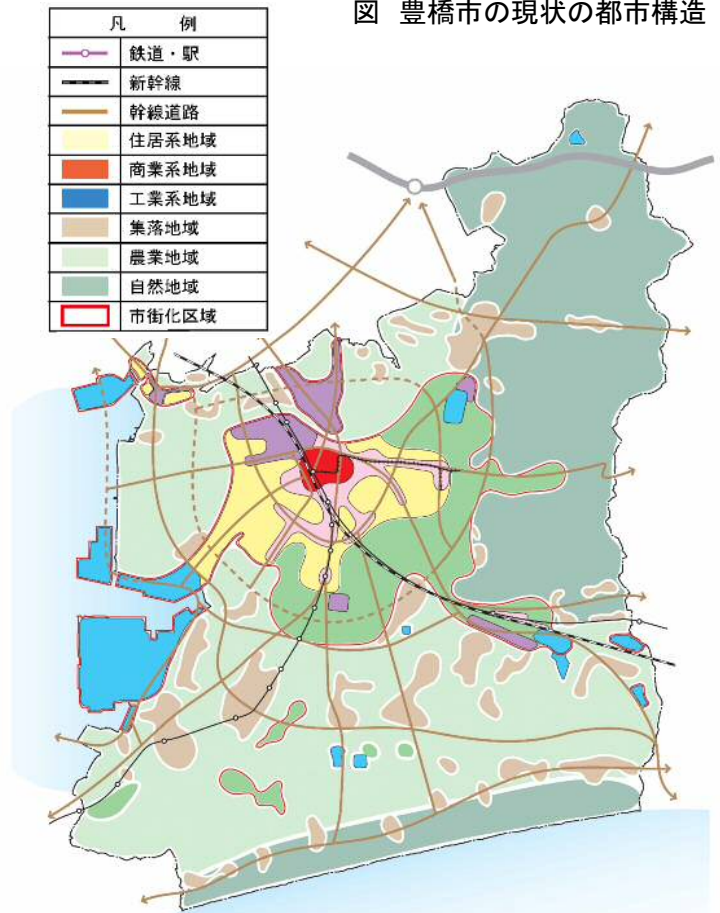 図 豊橋市の現状の都市構造
凡 例
鉄道・駅
新幹線
幹線道路
住居系地域
商業系地域
工業系地域
集落地域
農業地域
自然地域
市街化区域